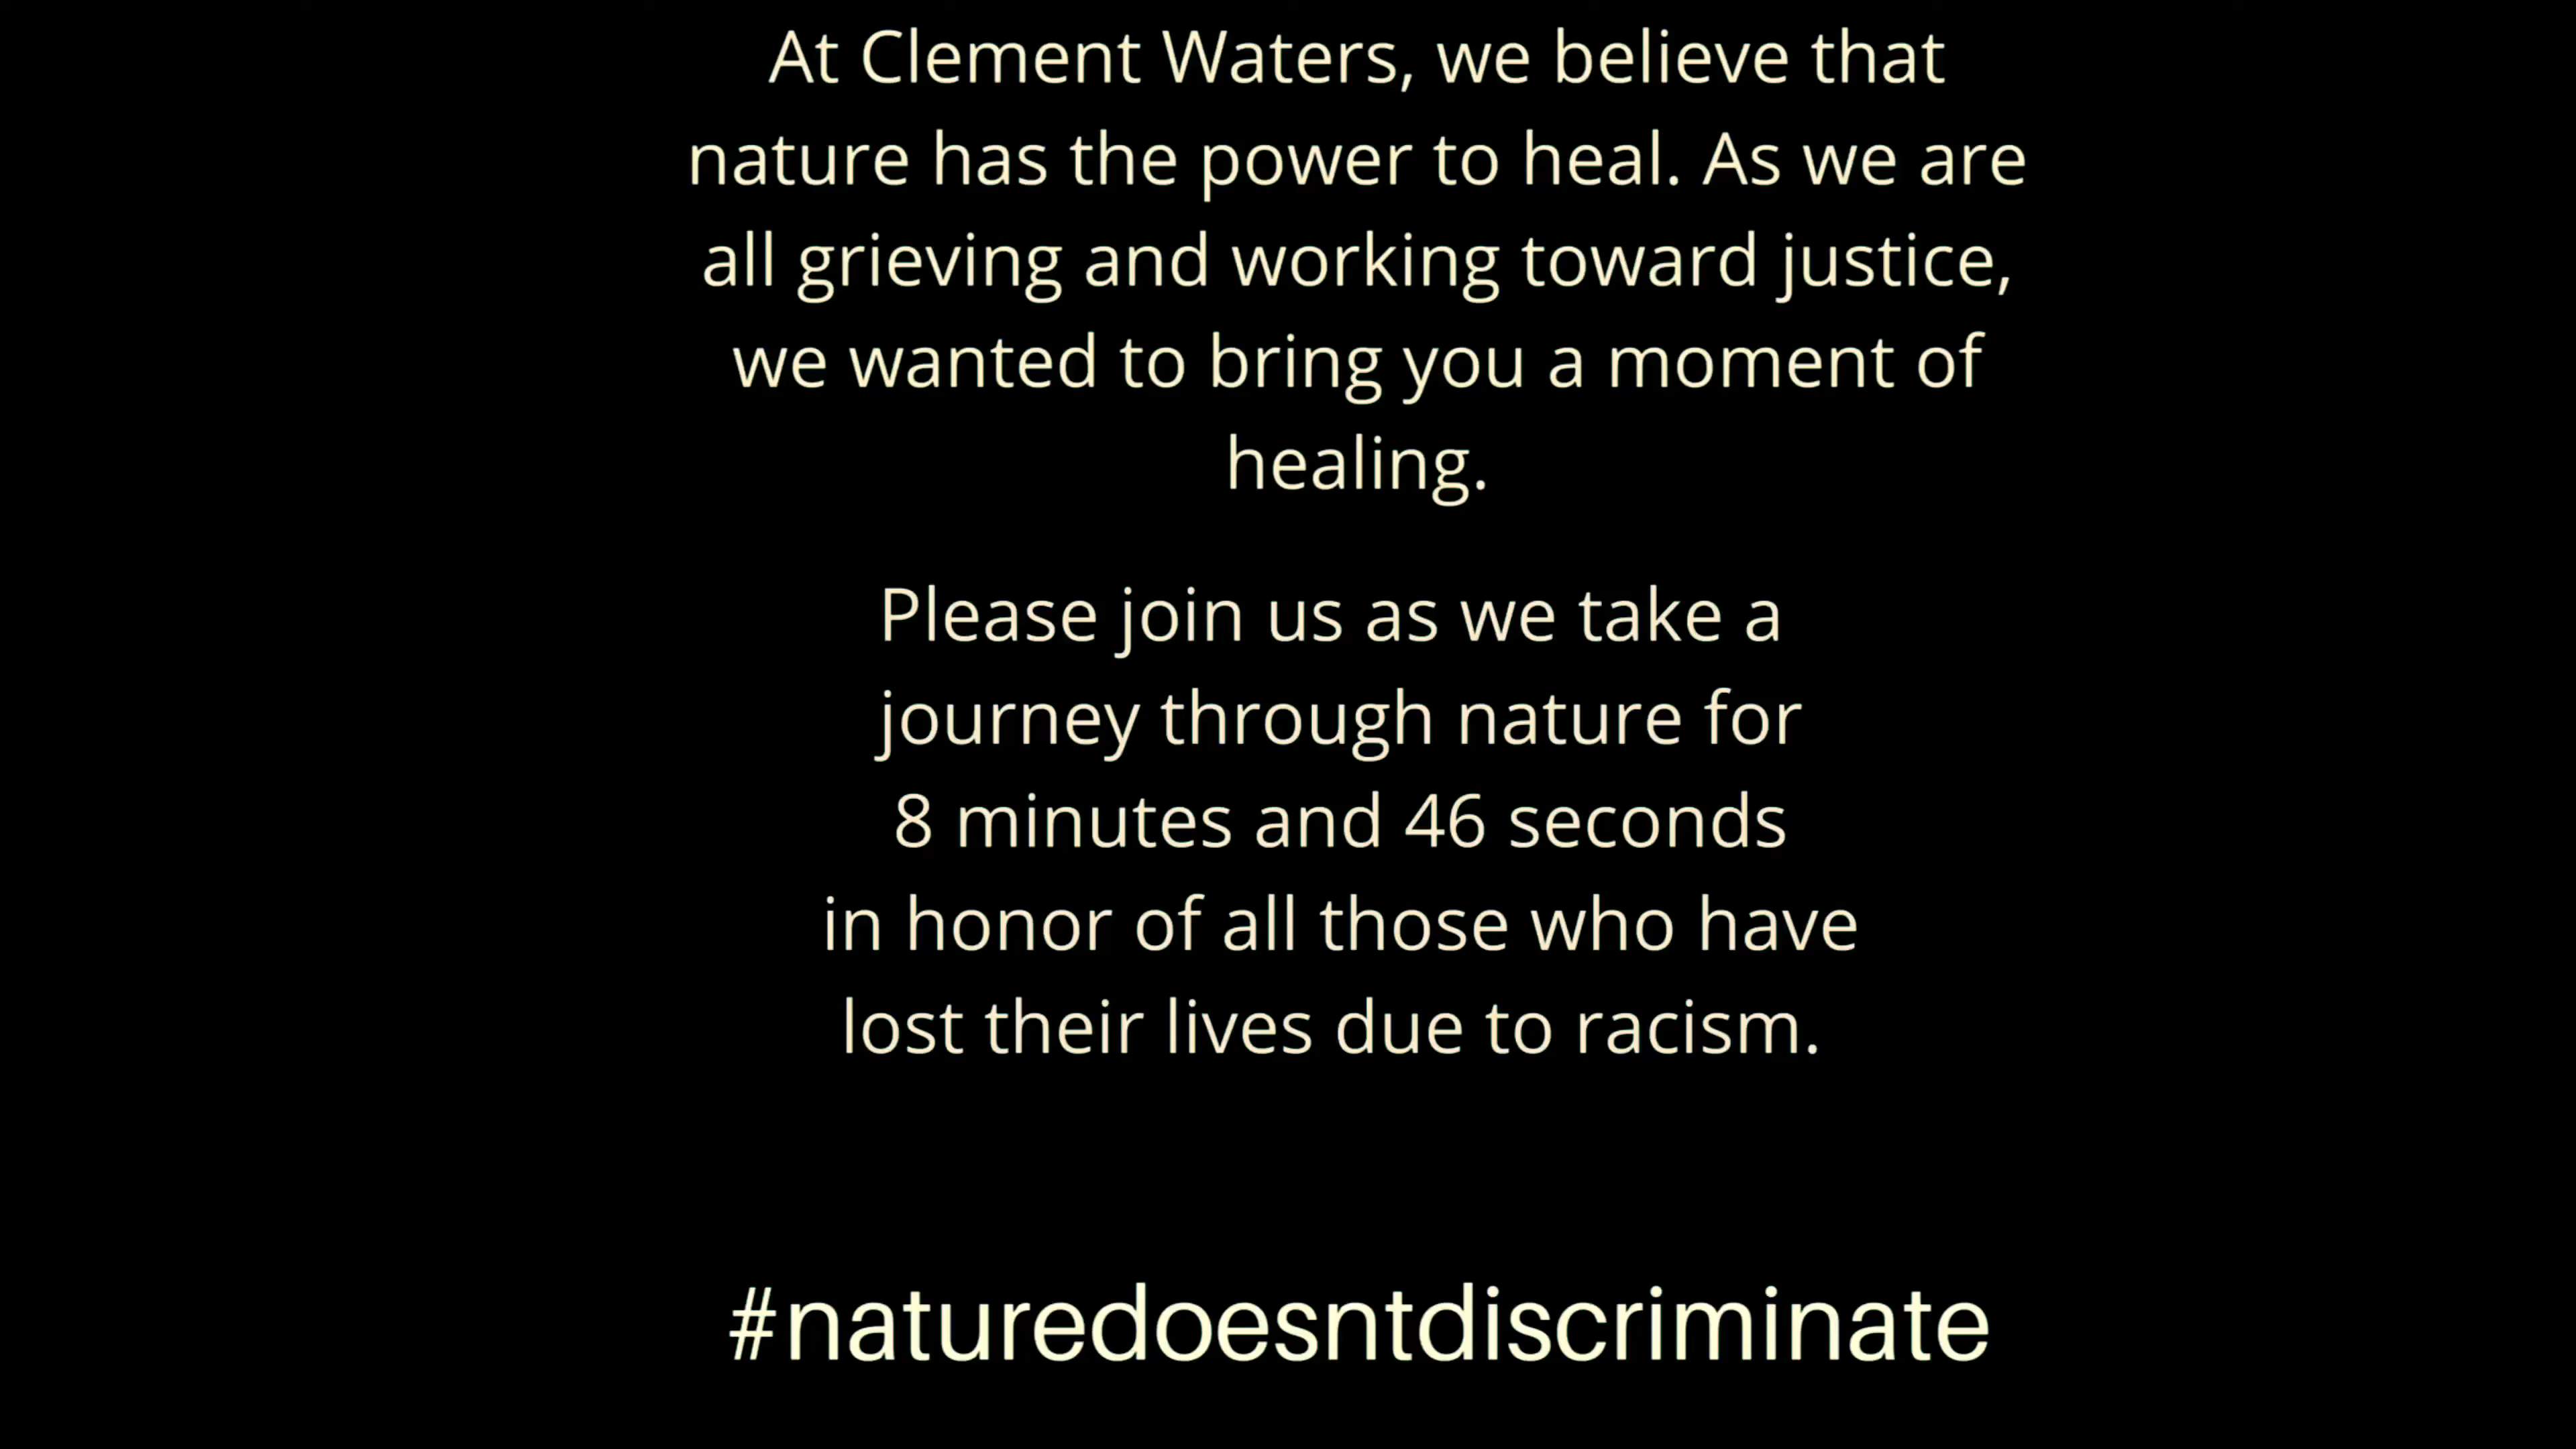 At Clement Waters, we believe that
nature has the power to heal. As we are
all grieving and working toward justice,
we wanted to bring you a moment of
healing.
Please join us as we take a
journey through nature for
8 minutes and 46 seconds
in honor of all those who have
lost their lives due to racism.
#naturedoesntdiscriminate